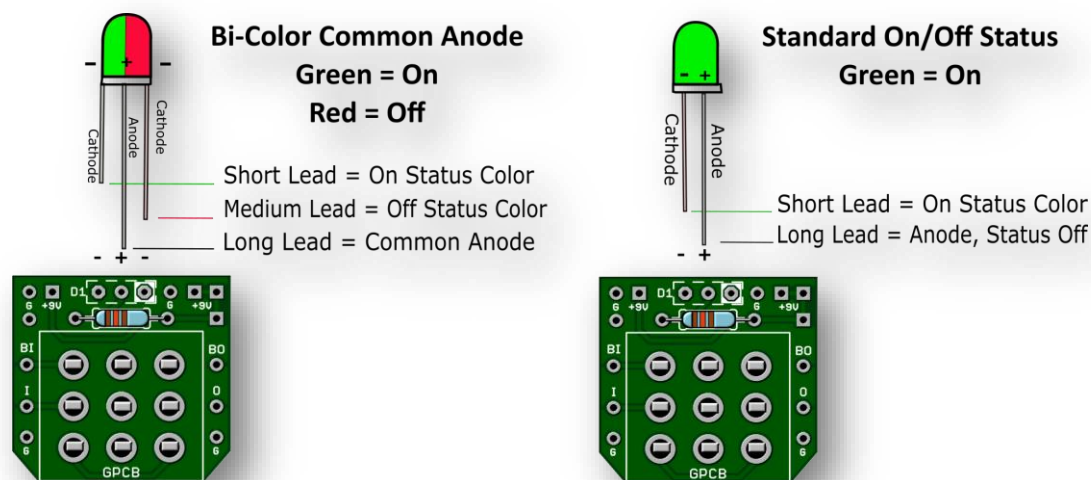 Bi-Color Common Anode
Green = On
Red = Off
- + -
Cathode
Anode
Cathode
Short Lead = On Status Color
Medium Lead = Off Status Color
Long Lead = Common Anode
- + -
G +9V D1 G +9V
BI BO
I O
G G
GPCB
Standard On/Off Status
Green = On
- +
Cathode
Anode
Short Lead = On Status Color
Long Lead = Anode, Status Off
- +
G +9V D1 G +9V
BI BO
I O
G G
GPCB